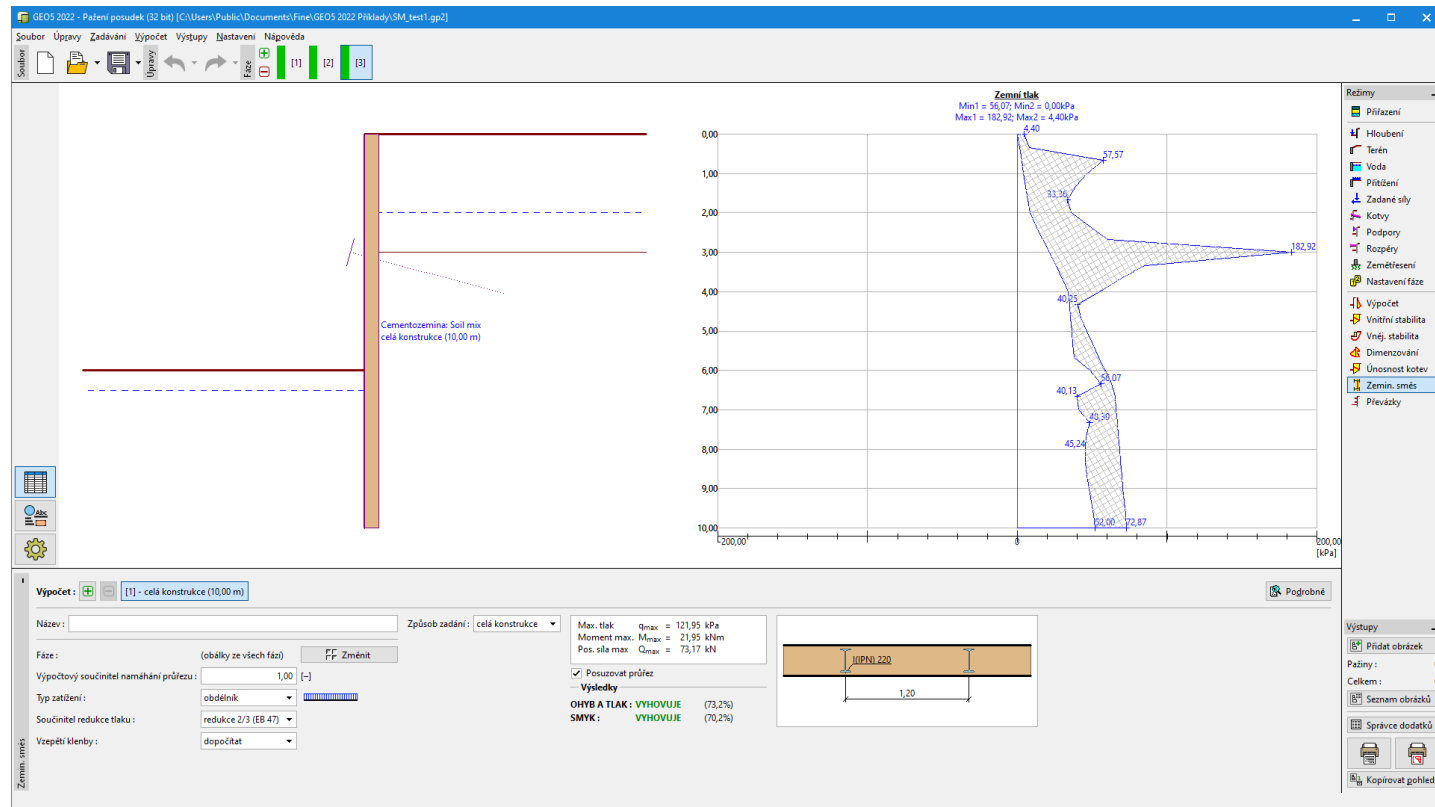 GEO5 2022 - Pažení posudek (32 bit) [C:\Users\Public\Documents\Fine\GEO5 2022 Příklady\SM_test1.gp2]
Soubor Úpravy Zadávání Výpočet Výstupy Nastavení Nápověda
Soubor
Úpravy
Fáze
[1] [2] [3]
Zemní tlak
Min1 = 56,07; Min2 = 0,00kPa
Max1 = 182,92; Max2 = 4,40kPa
4,40
0,00
57,57
1,00
33,36
2,00
182,92
3,00
4,00
40,25
Cementozemina: Soil mix
celá konstrukce (10,00 m)
5,00
6,00
56,07
40,13
7,00
48,39
45,24
8,00
9,00
10,00
52,00
72,87
-200,00
0
200,00
[kPa]
Abc
Režimy
Přiřazení
Hloubení
Terén
Voda
Přitížení
Zadané síly
Kotvy
Podpory
Rozpěry
Zemětřesení
Nastavení fáze
Výpočet
Vnitřní stabilita
Vněj. stabilita
Dimenzování
Únosnost kotev
Zemin. směs
Převázky
Výpočet :
[1] - celá konstrukce (10,00 m)
Podrobné
Název :
Způsob zadání : celá konstrukce
Fáze : (obálky ze všech fází) Změnit
Výpočtový součinitel namáhání průřezu : 1,00 [–]
Typ zatížení : obdélník
Součinitel redukce tlaku : redukce 2/3 (EB 47)
Vzepětí klenby : dopočítat
Max. tlak qmax = 121,95 kPa
Moment max. Mmax = 21,95 kNm
Pos. síla max Qmax = 73,17 kN
Posuzovat průřez
Výsledky
OHYB A TLAK : VYHOVUJE (73,2%)
SMYK : VYHOVUJE (70,2%)
I(IPN) 220
1,20
Zemin. směs
Výstupy
Přidat obrázek
Pažiny :
Celkem :
Seznam obrázků
Správce dodatků
Kopírovat pohled